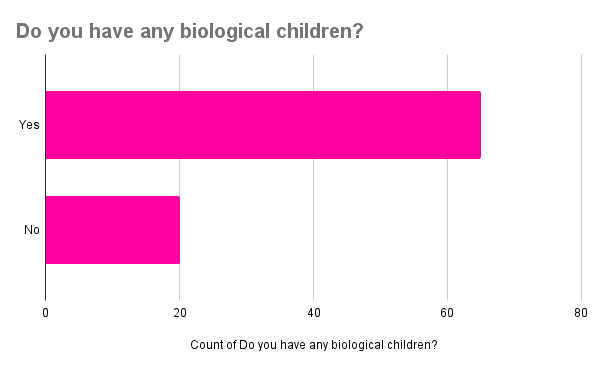 Do you have any biological children?
Yes
No
0 20 40 60 80
Count of Do you have any biological children?